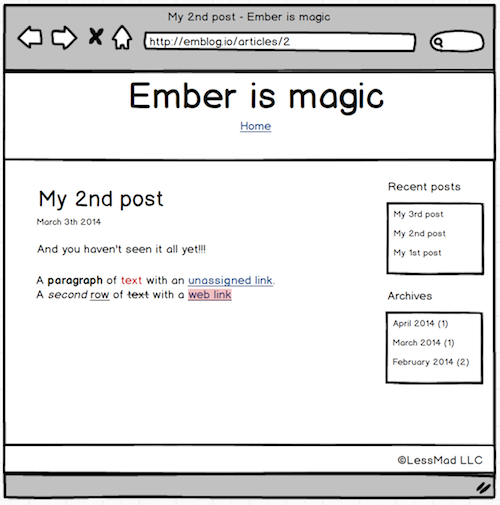 My 2nd post - Ember is magic
http://emblog.io/articles/2
Ember is magic
Home
My 2nd post
March 3th 2014
And you haven't seen it all yet!!!
A paragraph of text with an unassigned link.
A second row of text with a web link
Recent posts
My 3rd post
My 2nd post
My 1st post
Archives
April 2014 (1)
March 2014 (1)
February 2014 (2)
©LessMad LLC